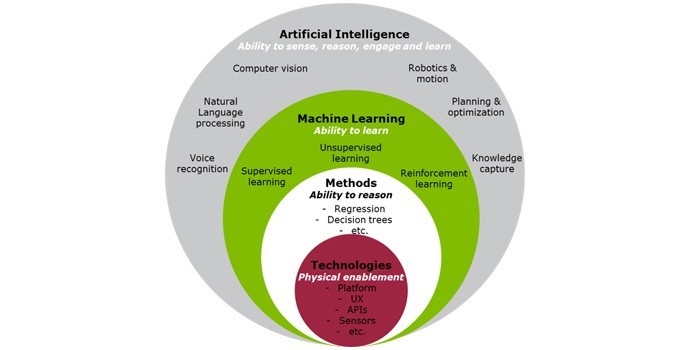 Artificial Intelligence
Ability to sense, reason, engage and learn
Computer vision
Robotics &
motion
Natural
Language
processing
Planning &
optimization
Machine Learning
Ability to learn
Unsupervised
learning
Voice
recognition
Supervised
learning
Reinforcement
learning
Knowledge
capture
Methods
Ability to reason
- Regression
- Decision trees
- etc.
Technologies
Physical enablement
- Platform
- UX
- APIs
- Sensors
- etc.